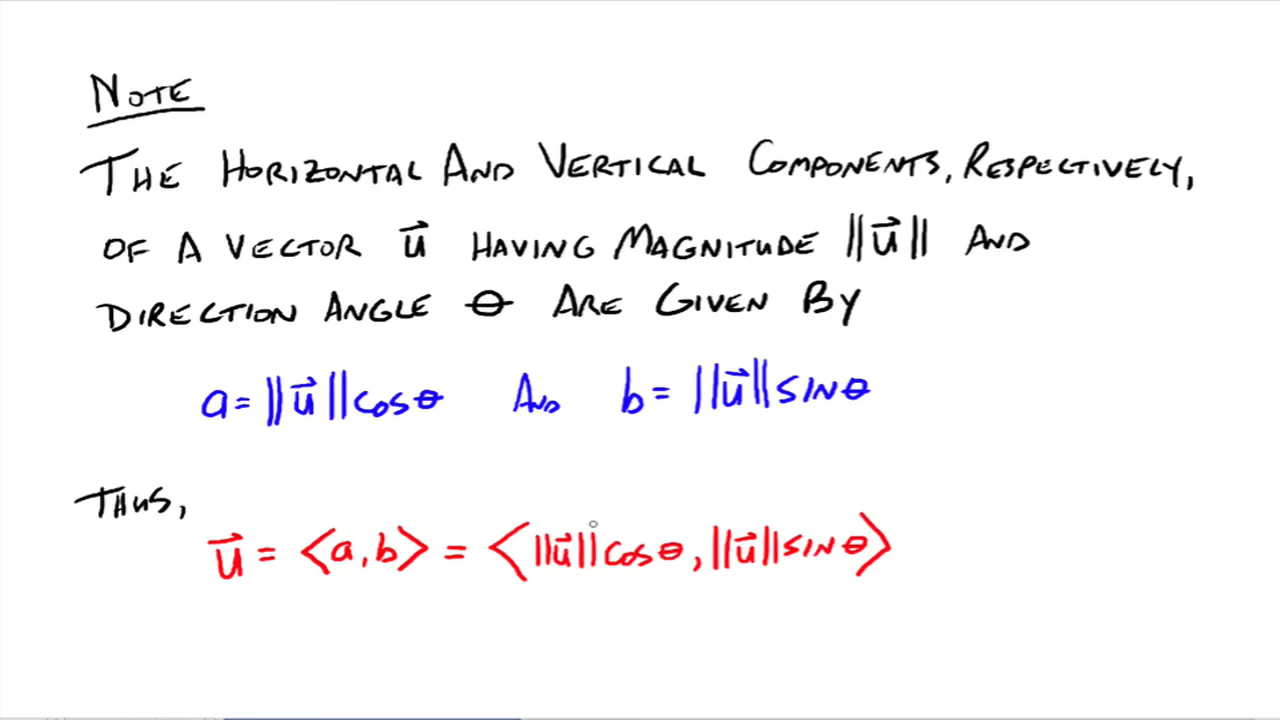 NOTE
THE HORIZONTAL AND VERTICAL COMPONENTS, RESPECTIVELY,
OF A VECTOR u⃗ HAVING MAGNITUDE ||u⃗|| AND
DIRECTION ANGLE θ ARE GIVEN BY
a = ||u⃗|| cos θ AND b = ||u⃗|| sin θ
THUS,
u⃗ = <a, b> = <||u⃗|| cos θ, ||u⃗|| sin θ>